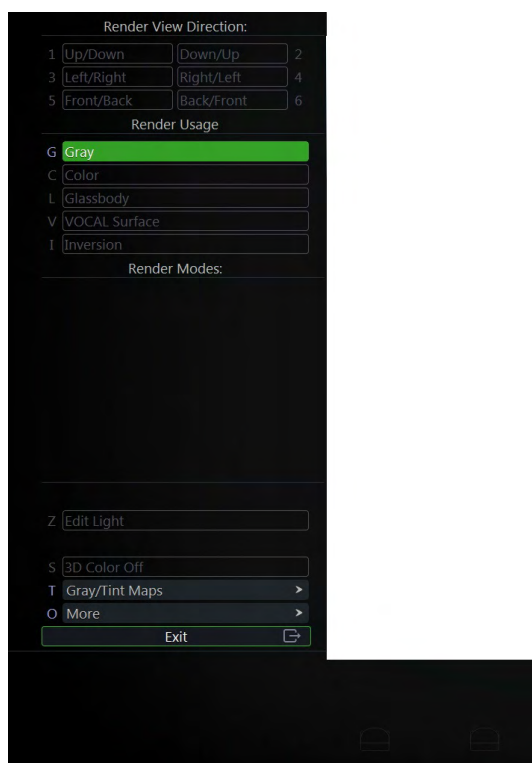 Render View Direction:
1 Up/Down Down/Up 2
3 Left/Right Right/Left 4
5 Front/Back Back/Front 6
Render Usage
G Gray
C Color
L Glassbody
V VOCAL Surface
I Inversion
Render Modes:
Z Edit Light
S 3D Color Off
T Gray/Tint Maps >
O More >
Exit